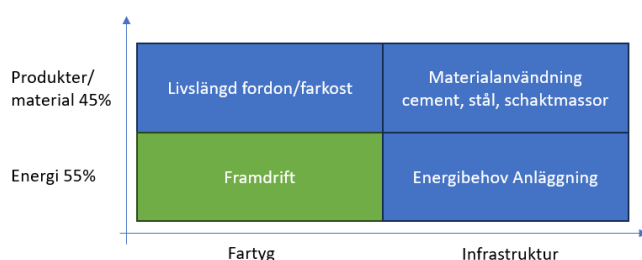 Produkter/
material 45%
Livslängd fordon/farkost
Materialanvändning
cement, stål, schaktmassor
Energi 55%
Framdrift
Energibehov Anläggning
Fartyg
Infrastruktur